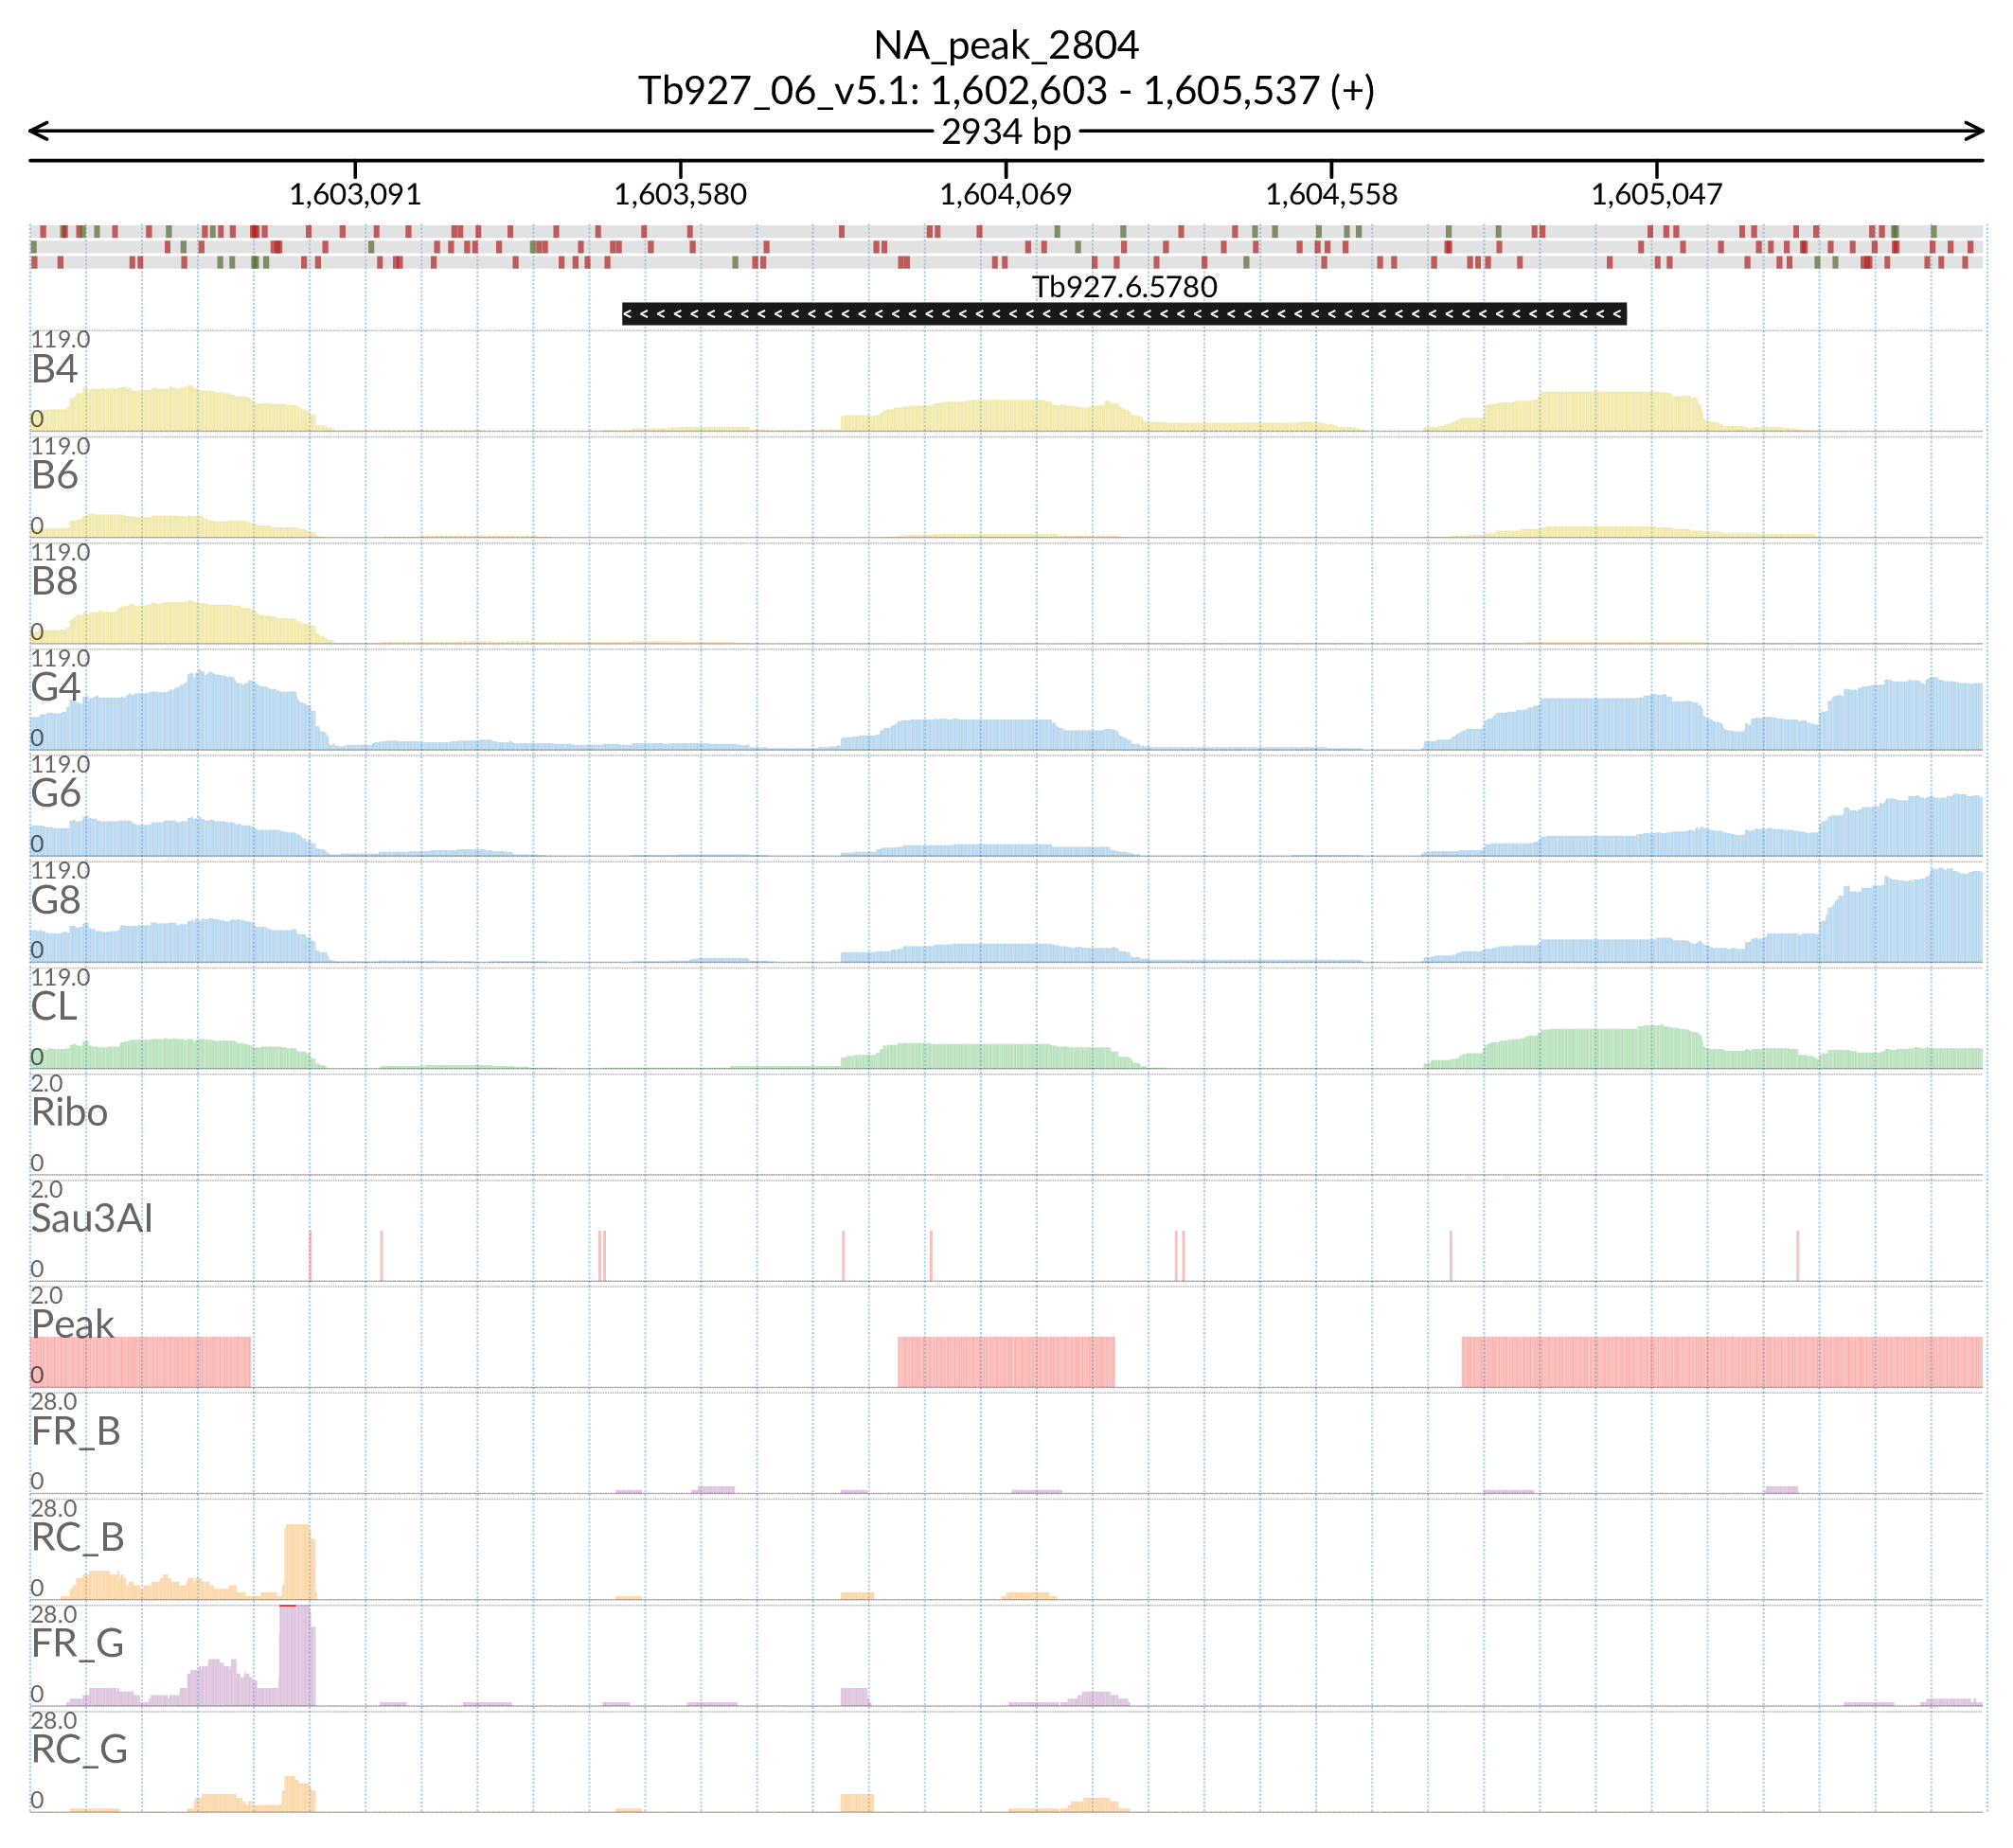 NA_peak_2804
Tb927_06_v5.1: 1,602,603 - 1,605,537 (+)
2934 bp
1,603,091 1,603,580 1,604,069 1,604,558 1,605,047
Tb927.6.5780
119.0
B4
0
119.0
B6
0
119.0
B8
0
119.0
G4
0
119.0
G6
0
119.0
G8
0
119.0
CL
0
2.0
Ribo
0
2.0
Sau3AI
0
2.0
Peak
0
28.0
FR_B
0
28.0
RC_B
0
28.0
FR_G
0
28.0
RC_G
0